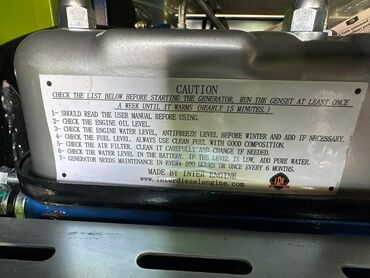 CAUTION
CHECK THE LIST BELOW BEFORE STARTING THE GENERATOR, RUN THE GENSET AT LEAST ONCE
A WEEK UNTIL IT WARMS (NEARLY 15 MINUTES.)
1- SHOULD READ THE USER MANUAL BEFORE USING.
2- CHECK THE ENGINE OIL LEVEL.
3- CHECK THE ENGINE WATER LEVEL, ANTIFREEZE LEVEL BEFORE WINTER AND ADD IF NECESSARY.
4- CHECK THE FUEL LEVEL, ALWAYS USE CLEAN FUEL WITH GOOD COMPOSITION.
5- CHECK THE AIR FILTER, CLEAN IT CAREFULLY AND CHANGE IF NEEDED.
6- CHECK THE WATER LEVEL IN THE BATTERY, IF THE LEVEL IS LOW, ADD PURE WATER.
7- GENERATOR NEEDS MAINTENANCE IN EVERY 200 HOURS OR ONCE EVERY 6 MONTHS.
MADE BY INTER ENGINE
www.interdieselengine.com